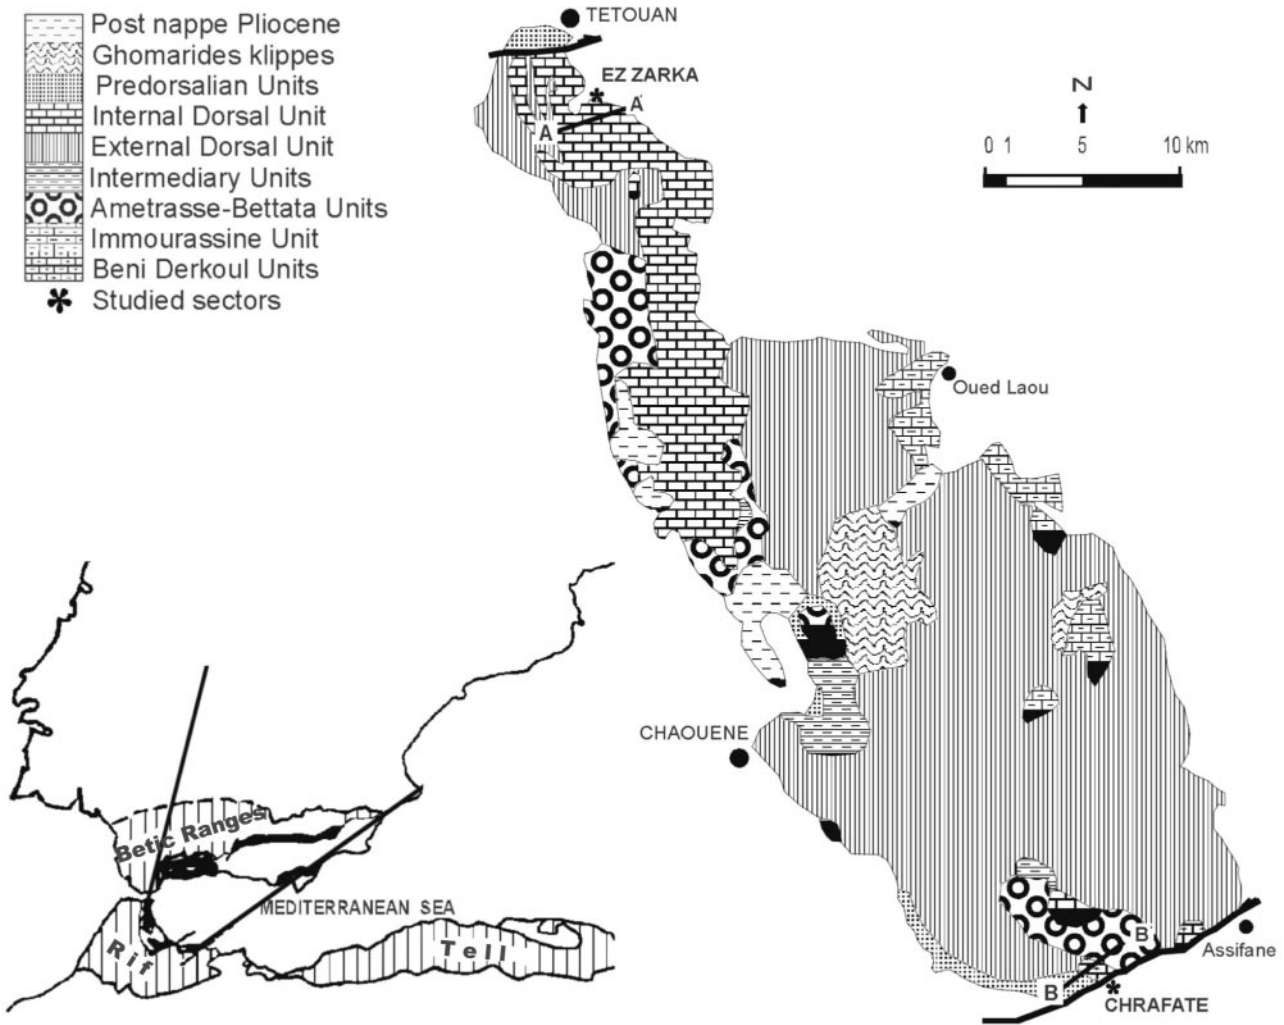 Post nappe Pliocene
Ghomarides klippes
Predorsalian Units
Internal Dorsal Unit
External Dorsal Unit
Intermediary Units
Ametrasse-Bettata Units
Immourassine Unit
Beni Derkoul Units
Studied sectors
TETOUAN
EZ ZARKA
A'
A
N
0 1 5 10 km
Oued Laou
CHAOUENE
Betic Ranges
MEDITERRANEAN SEA
Rif
Tell
B
Assifane
B
CHRAFATE